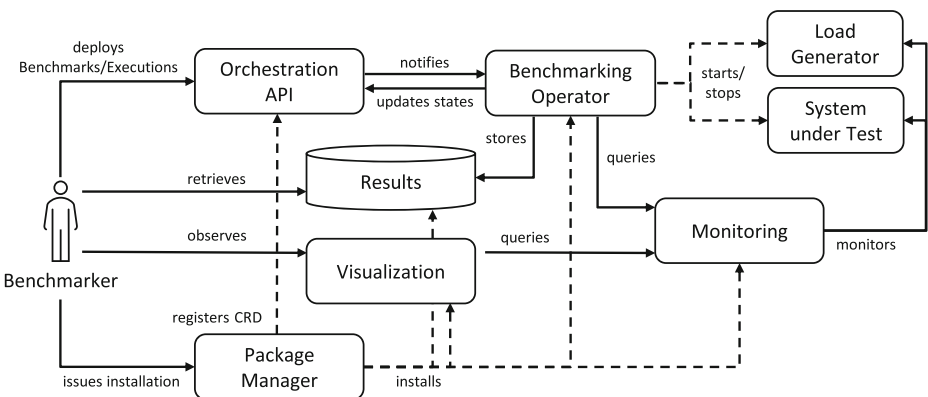 deploys
Benchmarks/Executions
Orchestration
API
notifies
updates states
Benchmarking
Operator
starts/
stops
Load
Generator
System
under Test
stores
queries
retrieves
Results
observes
Visualization
queries
Monitoring
monitors
Benchmarker
registers CRD
Package
Manager
issues installation
installs